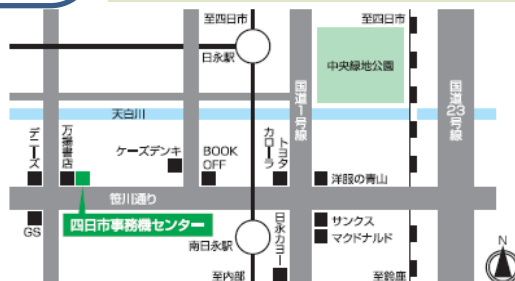 至四日市
至四日市
日永駅
中央緑地公園
国道1号線
国道23号線
天白川
デニーズ
万揚書店
ケーズデンキ
BOOK
OFF
トヨタ
カローラ
洋服の青山
笹川通り
四日市事務機センター
GS
サンクス
マクドナルド
日永カヨー
南日永駅
至内部
至鈴鹿
N